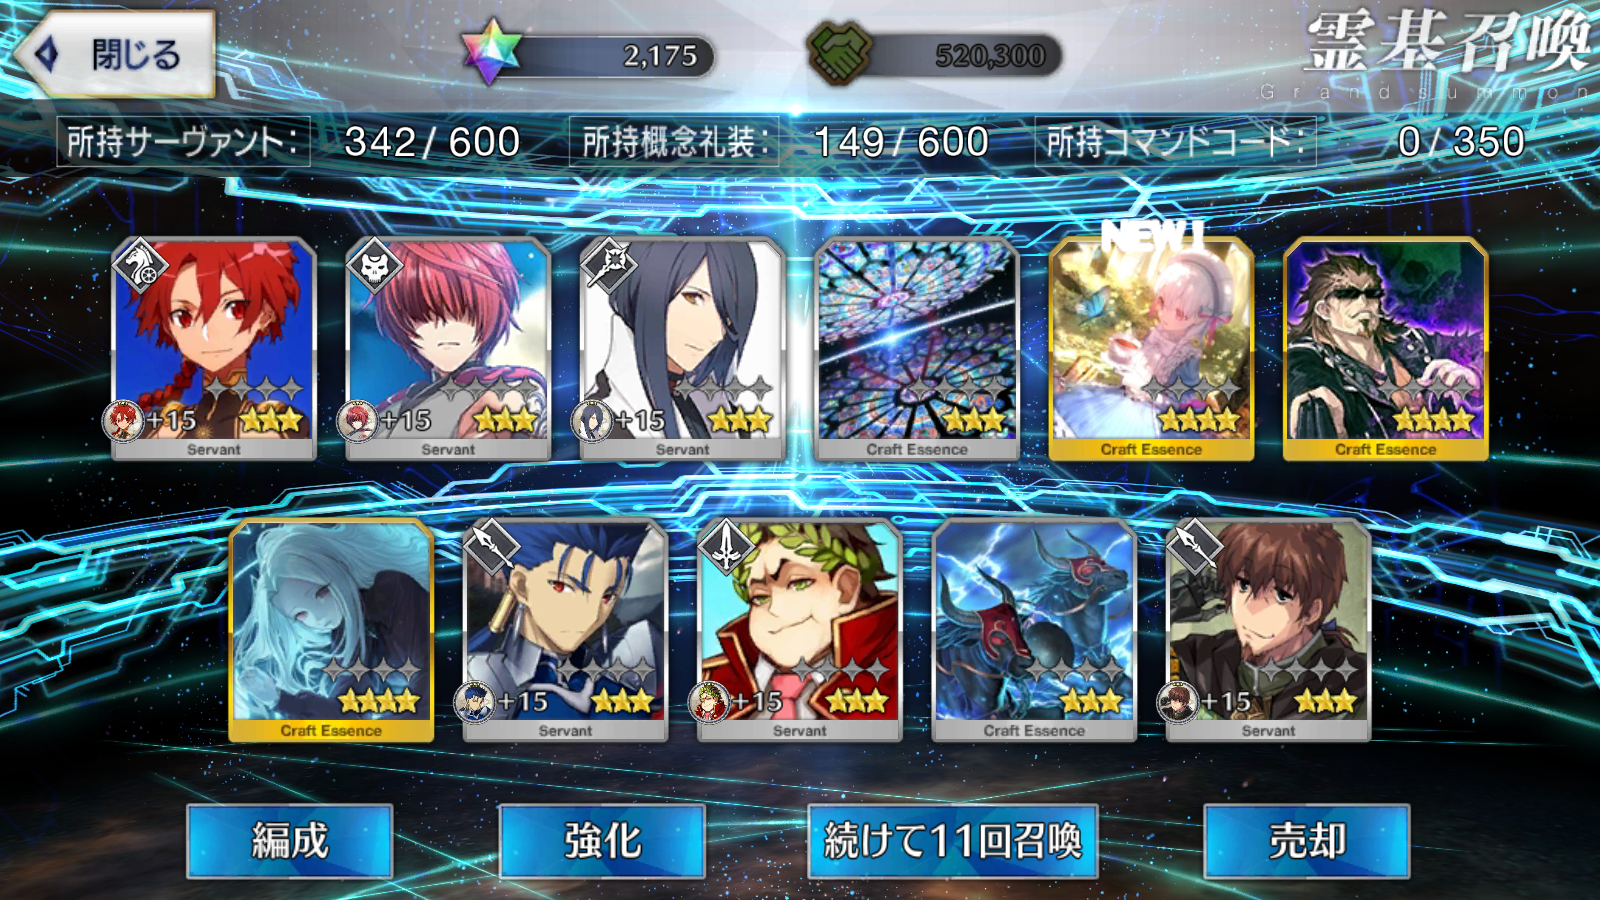 閉じる
2,175
520,300
霊基召喚
Grand summon
所持サーヴァント: 342/600
所持概念礼装: 149/600
所持コマンドコード: 0/350
NEW!
+15
+15
+15
Servant
Servant
Servant
Craft Essence
Craft Essence
Craft Essence
+15
+15
+15
Craft Essence
Servant
Servant
Craft Essence
Servant
編成
強化
続けて11回召喚
売却